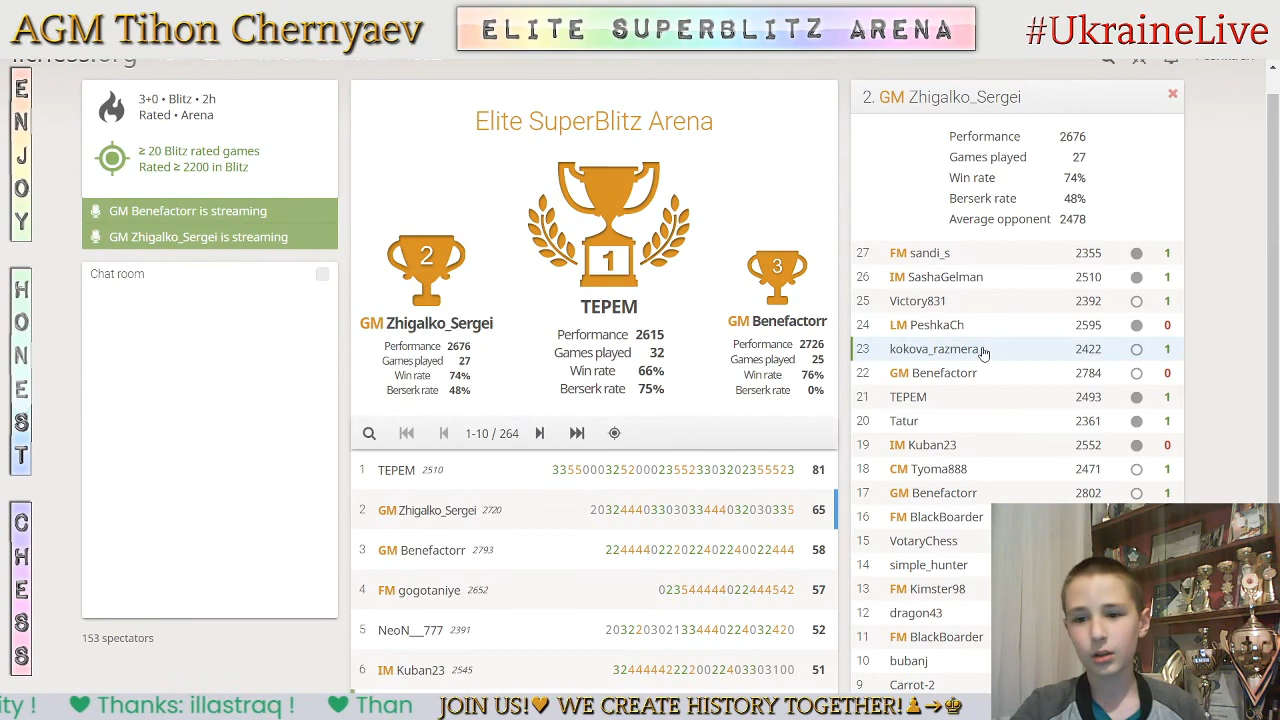 AGM Tihon Chernyaev
ELITE SUPERBLITZ ARENA
#UkraineLive
ENJOY
HONEST
CHESS
3+0 • Blitz • 2h
Rated • Arena
≥ 20 Blitz rated games
Rated ≥ 2200 in Blitz
GM Benefactorr is streaming
GM Zhigalko_Sergei is streaming
Chat room
153 spectators
Elite SuperBlitz Arena
2
GM Zhigalko_Sergei
Performance 2676
Games played 27
Win rate 74%
Berserk rate 48%
1
TEPEM
Performance 2615
Games played 32
Win rate 66%
Berserk rate 75%
3
GM Benefactorr
Performance 2726
Games played 25
Win rate 76%
Berserk rate 0%
1-10 / 264
1 TEPEM 2510 33550003252000235523303202355523 81
2 GM Zhigalko_Sergei 2720 203244403303033444032030335 65
3 GM Benefactorr 2793 2244440222022402240022444 58
4 FM gogotaniye 2652 023544422033022444542 57
5 NeoN___777 2391 2032203021334440224032420 52
6 IM Kuban23 2545 324444422220022403303100 51
2. GM Zhigalko_Sergei
Performance 2676
Games played 27
Win rate 74%
Berserk rate 48%
Average opponent 2478
27 FM sandi_s 2355 1
26 IM SashaGelman 2510 1
25 Victory831 2392 1
24 LM PeshkaCh 2595 0
23 kokova_razmera 2422 1
22 GM Benefactorr 2784 0
21 TEPEM 2493 1
20 Tatur 2361 1
19 IM Kuban23 2552 0
18 CM Tyoma888 2471 1
17 GM Benefactorr 2802 1
16 FM BlackBoarder
15 VotaryChess
14 simple_hunter
13 FM Kimster98
12 dragon43
11 FM BlackBoarder
10 bubanj
9 Carrot-2
ity ! Thanks: illastraq ! Than
JOIN US! WE CREATE HISTORY TOGETHER!